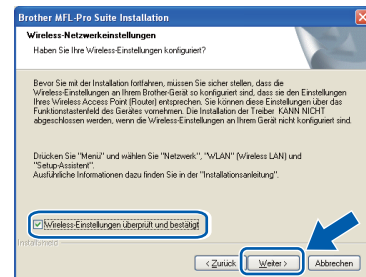 Brother MFL-Pro Suite Installation
Wireless-Netzwerkeinstellungen
Haben Sie Ihre Wireless-Einstellungen konfiguriert?
Bevor Sie mit der Installation fortfahren, müssen Sie sicher stellen, dass die
Wireless-Einstellungen an Ihrem Brother-Gerät so konfiguriert sind, dass sie den Einstellungen
Ihres Wireless Access Point (Router) entsprechen. Sie können diese Einstellungen über das
Funktionstastenfeld des Gerätes vornehmen. Die Installation der Treiber KANN NICHT
abgeschlossen werden, wenn die Wireless-Einstellungen an Ihrem Gerät nicht konfiguriert sind.
Drücken Sie "Menü" und wählen Sie "Netzwerk", "WLAN" (Wireless LAN) und
"Setup-Assistent".
Ausführliche Informationen dazu finden Sie in der "Installationsanleitung".
Wireless-Einstellungen überprüft und bestätigt
InstallShield
< Zurück Weiter > Abbrechen